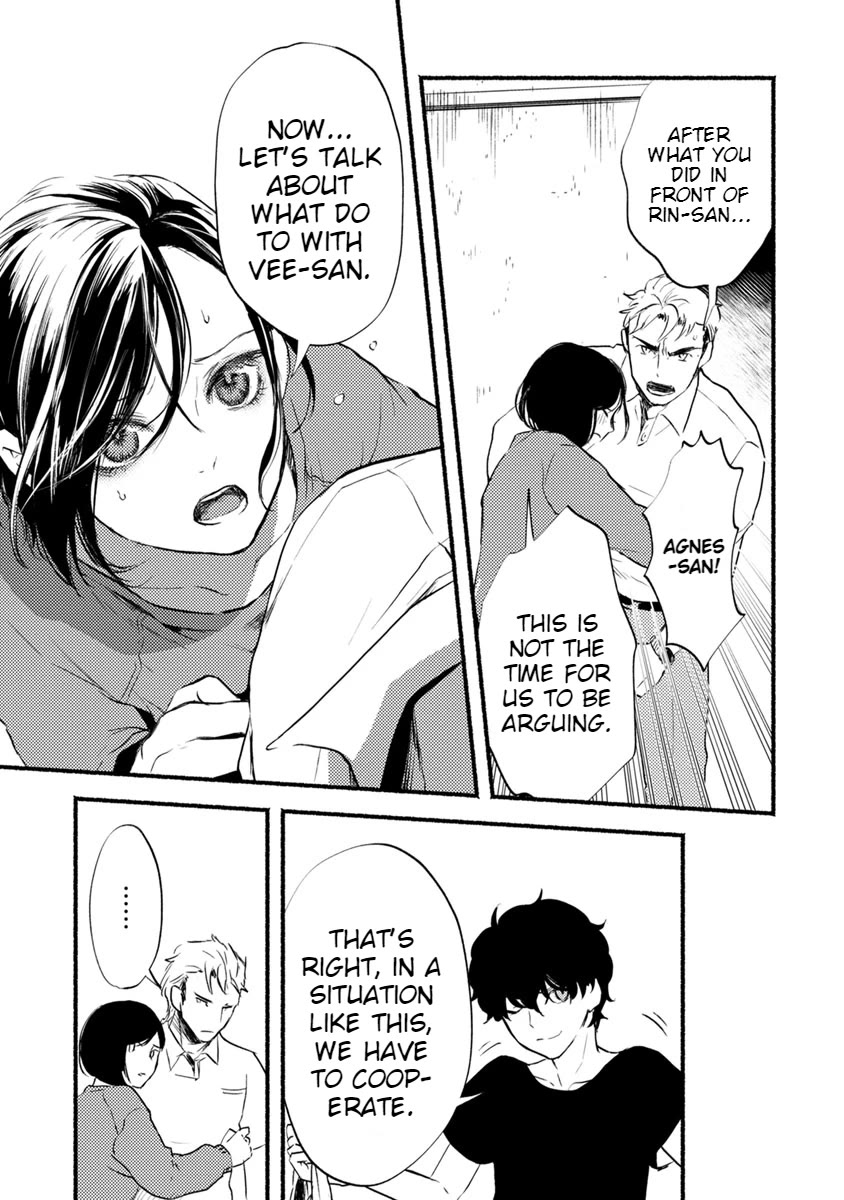 AFTER
WHAT YOU
DID IN
FRONT OF
RIN-SAN...
AGNES
-SAN!
THIS IS
NOT THE
TIME FOR
US TO BE
ARGUING.
NOW...
LET'S TALK
ABOUT
WHAT DO
TO WITH
VEE-SAN.
THAT'S
RIGHT, IN A
SITUATION
LIKE THIS,
WE HAVE
TO COOP-
ERATE.
......